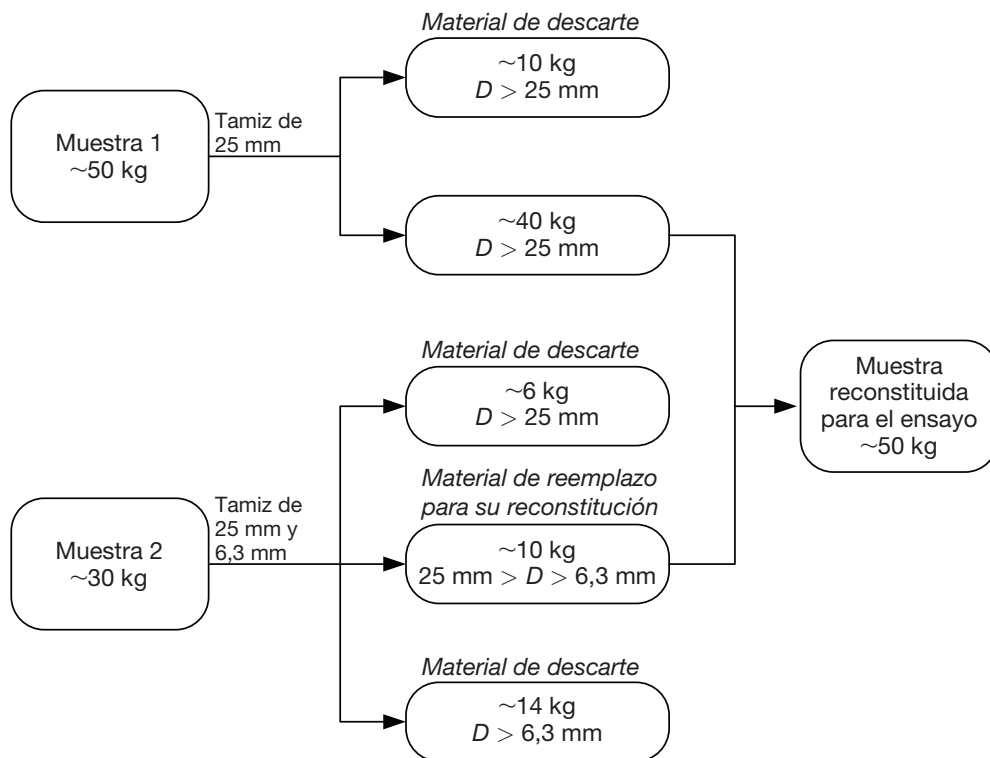 Material de descarte
~10 kg
D > 25 mm
Muestra 1
~50 kg
Tamiz de
25 mm
~40 kg
D > 25 mm
Material de descarte
~6 kg
D > 25 mm
Muestra
reconstituida
para el ensayo
~50 kg
Material de reemplazo
para su reconstitución
~10 kg
25 mm > D > 6,3 mm
Muestra 2
~30 kg
Tamiz de
25 mm y
6,3 mm
Material de descarte
~14 kg
D > 6,3 mm